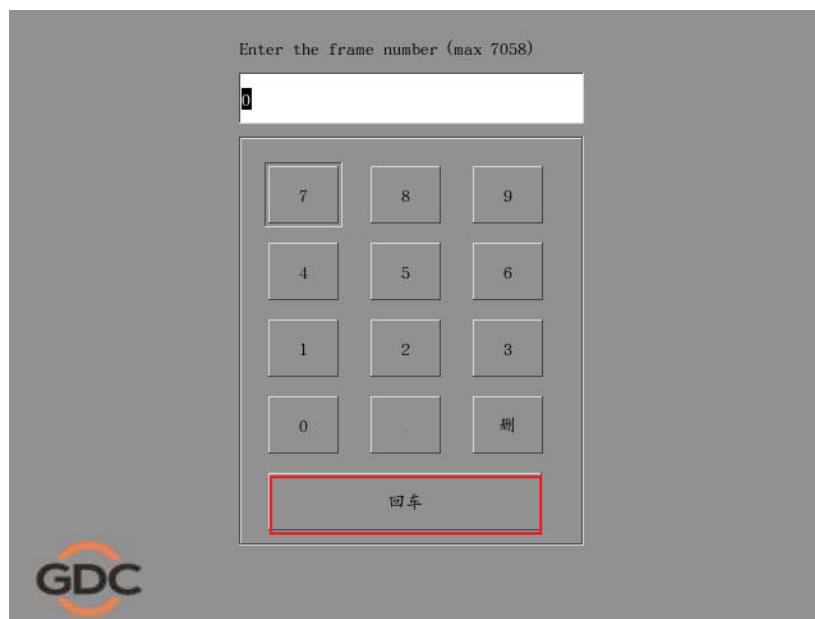 Enter the frame number (max 7058)
0
7 8 9
4 5 6
1 2 3
0 . 删
回车
GDC